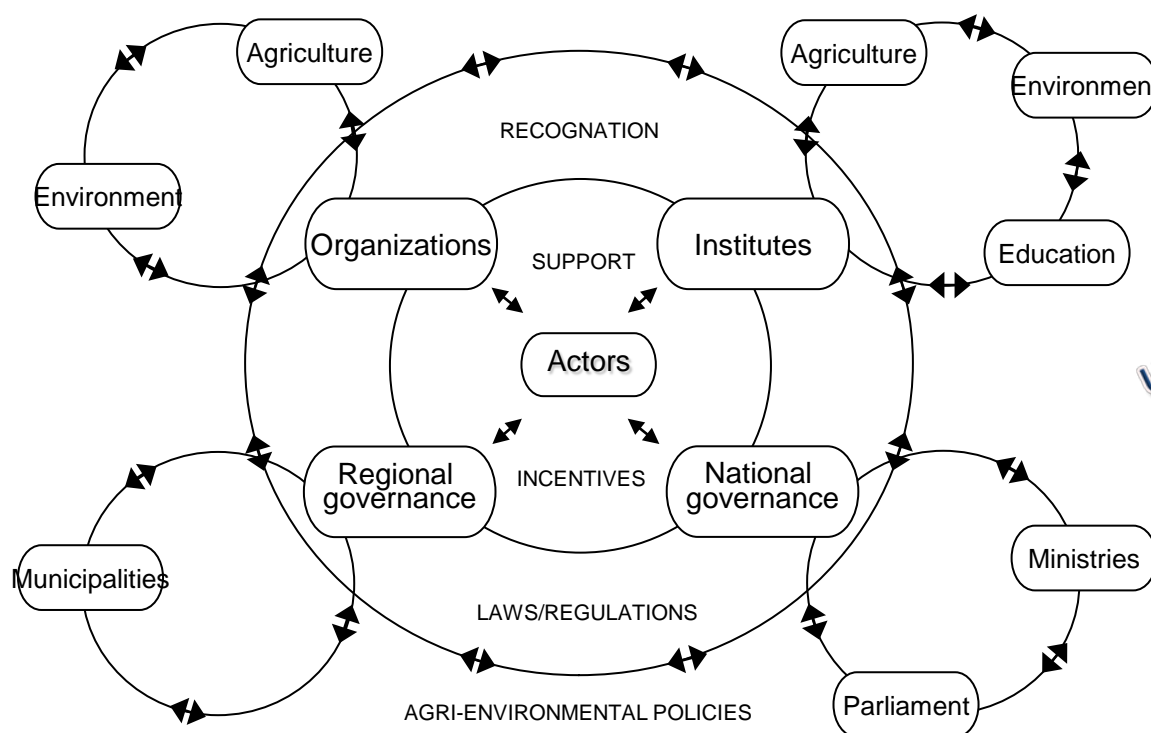 Agriculture
Agriculture
Environmen
RECOGNATION
Environment
Organizations
Institutes
SUPPORT
Education
Actors
Regional
governance
INCENTIVES
National
governance
Municipalities
Ministries
LAWS/REGULATIONS
Parliament
AGRI-ENVIRONMENTAL POLICIES